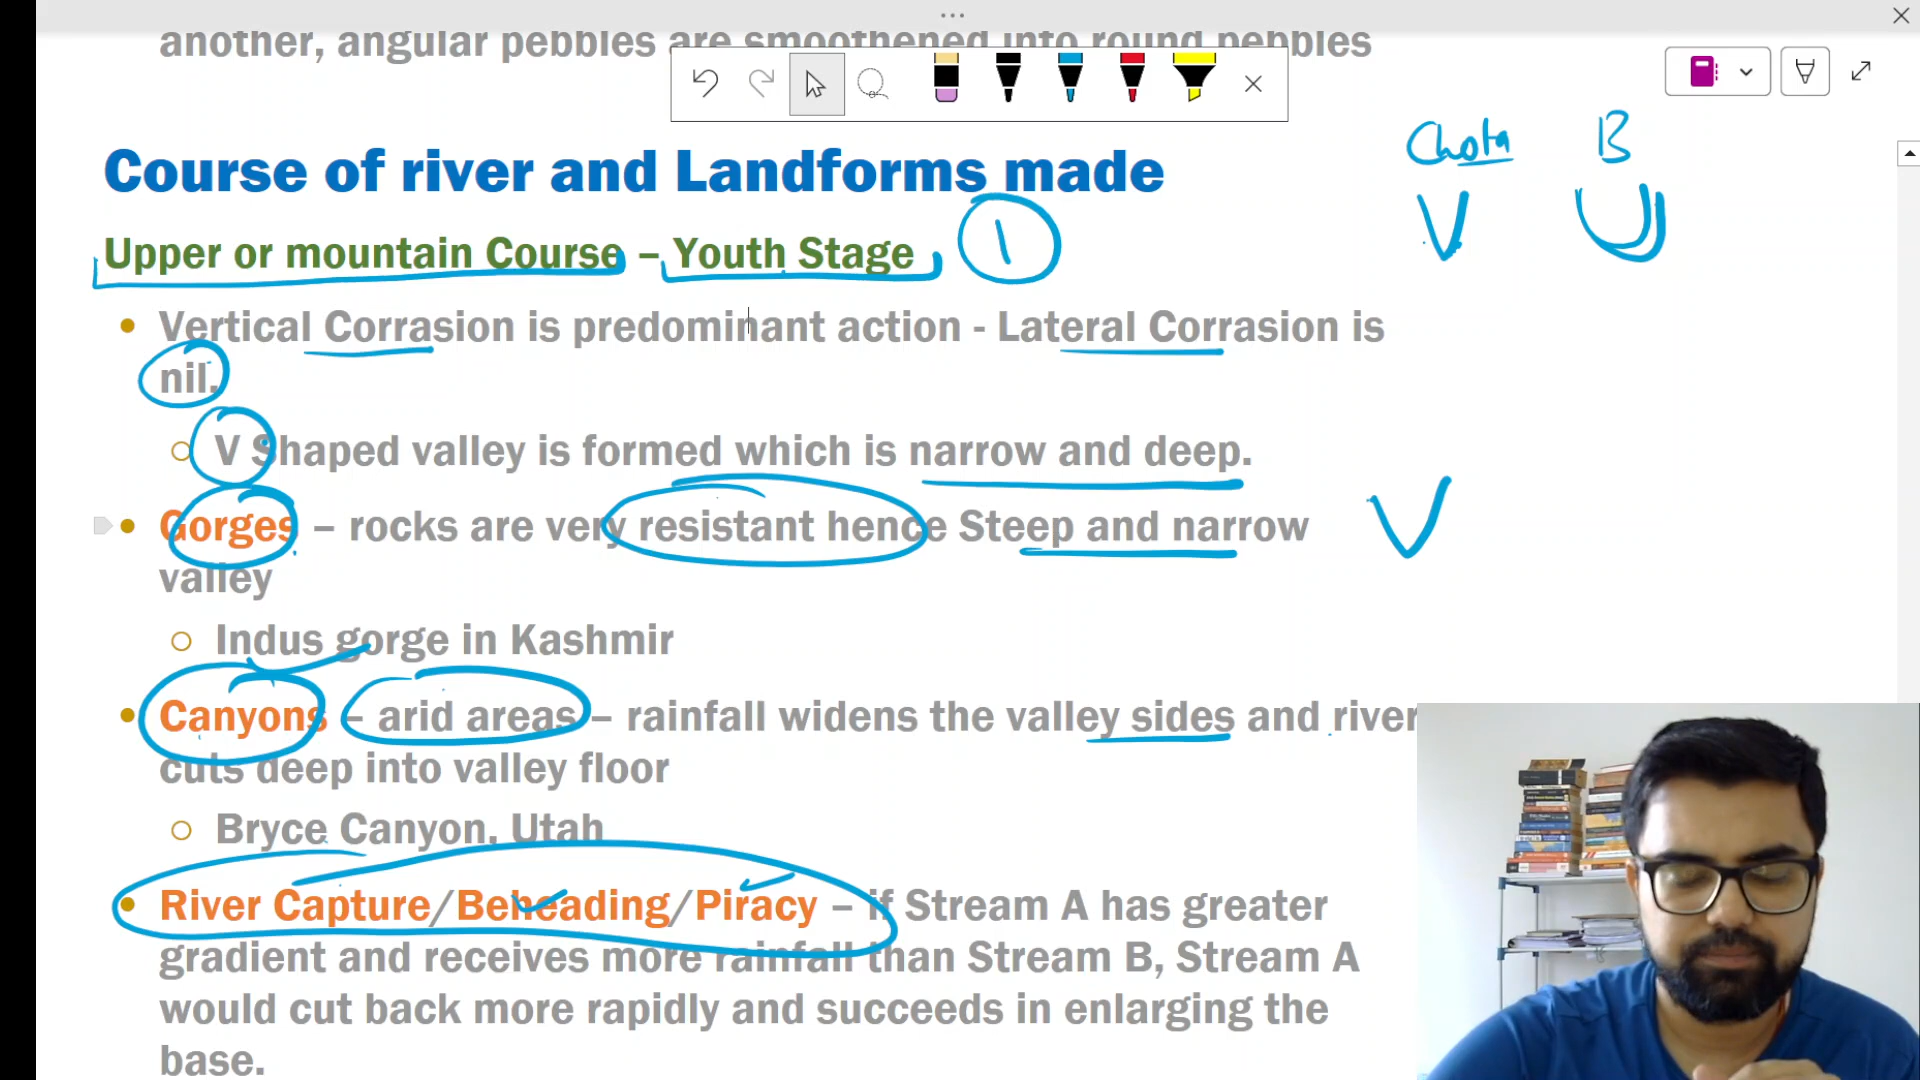 another, angular pebbles are smoothened into round pebbles
Chota B
V U
Course of river and Landforms made
Upper or mountain Course – Youth Stage 1
• Vertical Corrasion is predominant action - Lateral Corrasion is
nil.
○ V Shaped valley is formed which is narrow and deep.
• Gorges – rocks are very resistant hence Steep and narrow V
valley
○ Indus gorge in Kashmir
• Canyons – arid areas – rainfall widens the valley sides and river
cuts deep into valley floor
○ Bryce Canyon, Utah
• River Capture/Beheading/Piracy – if Stream A has greater
gradient and receives more rainfall than Stream B, Stream A
would cut back more rapidly and succeeds in enlarging the
base.